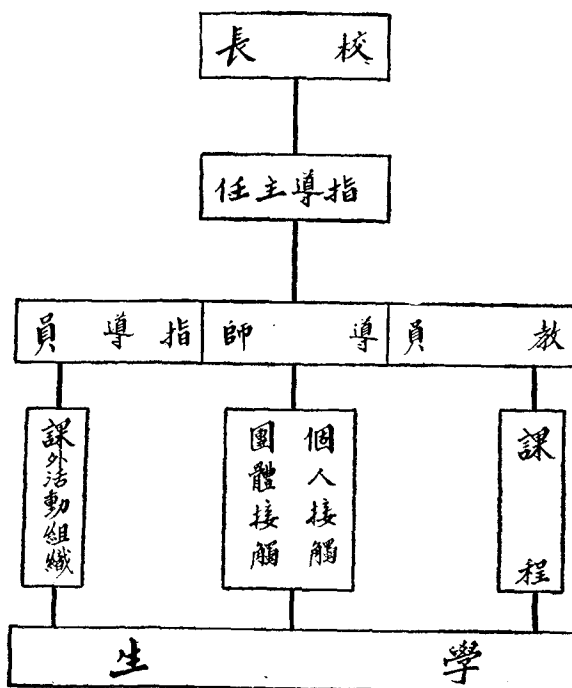 校長
指導主任
教員
導師
指導員
課程
個人接觸
團體接觸
課外活動組織
學生